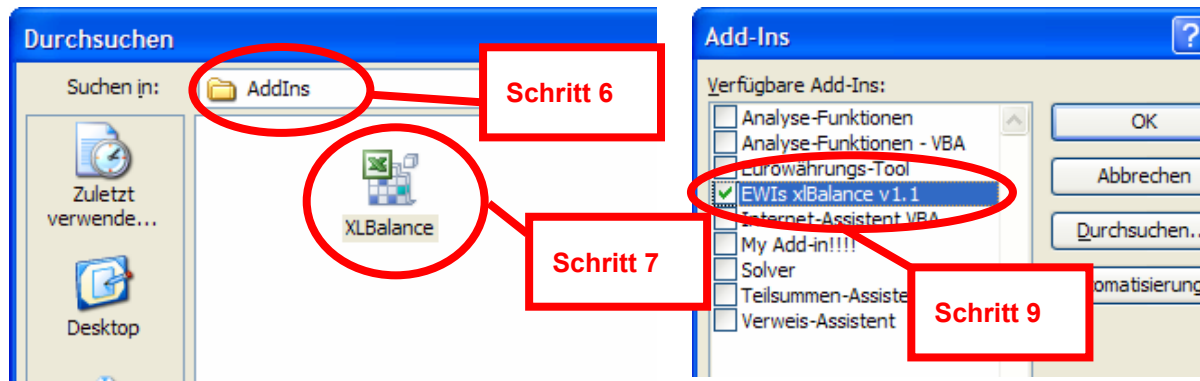 Durchsuchen
Suchen in:
AddIns
Schritt 6
Zuletzt
verwende...
XLBalance
Schritt 7
Desktop
Add-Ins
?
Verfügbare Add-Ins:
Analyse-Funktionen
Analyse-Funktionen - VBA
Eurowährungs-Tool
EWIs xlBalance v1.1
Internet-Assistent VBA
My Add-in!!!!
Solver
Teilsummen-Assiste
Verweis-Assistent
Schritt 9
OK
Abbrechen
Durchsuchen..
omatisierung